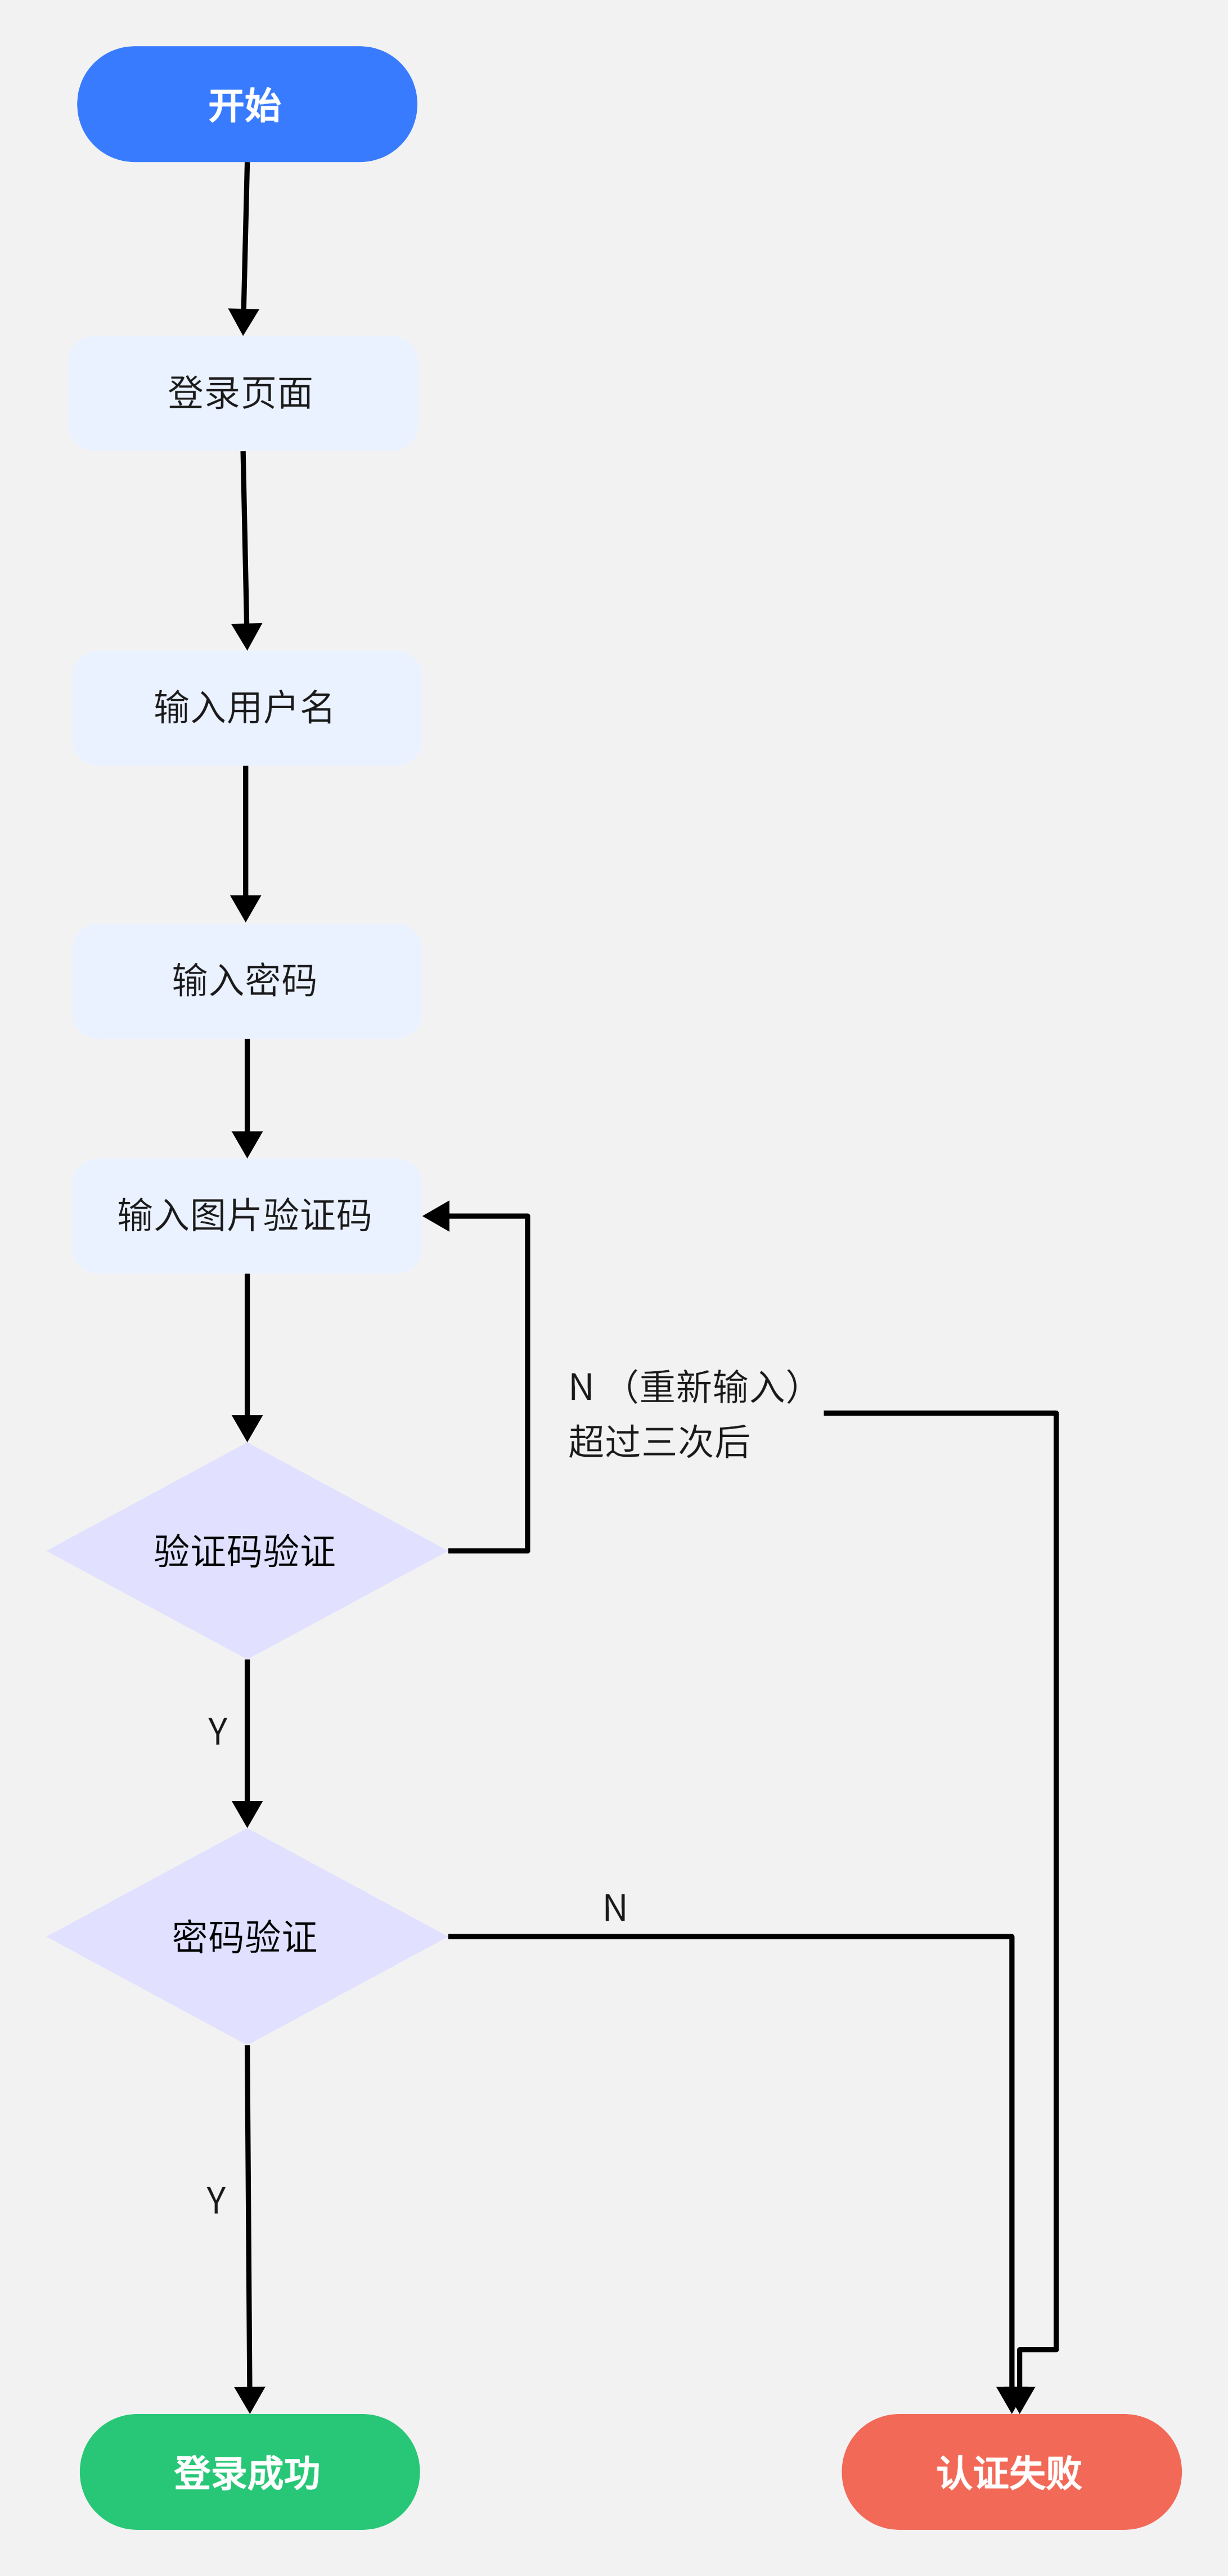 开始
登录页面
输入用户名
输入密码
输入图片验证码
N （重新输入）
超过三次后
验证码验证
Y
密码验证
N
Y
登录成功
认证失败